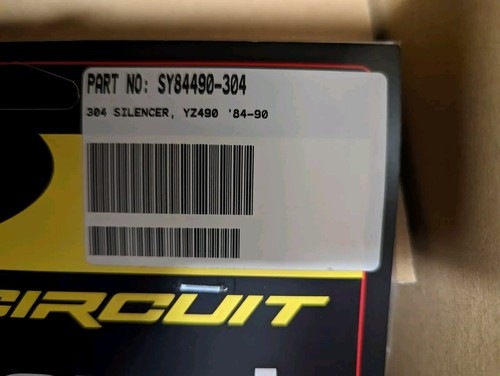 PART NO: SY84490-304
304 SILENCER, YZ490 '84-90
CIRCUIT